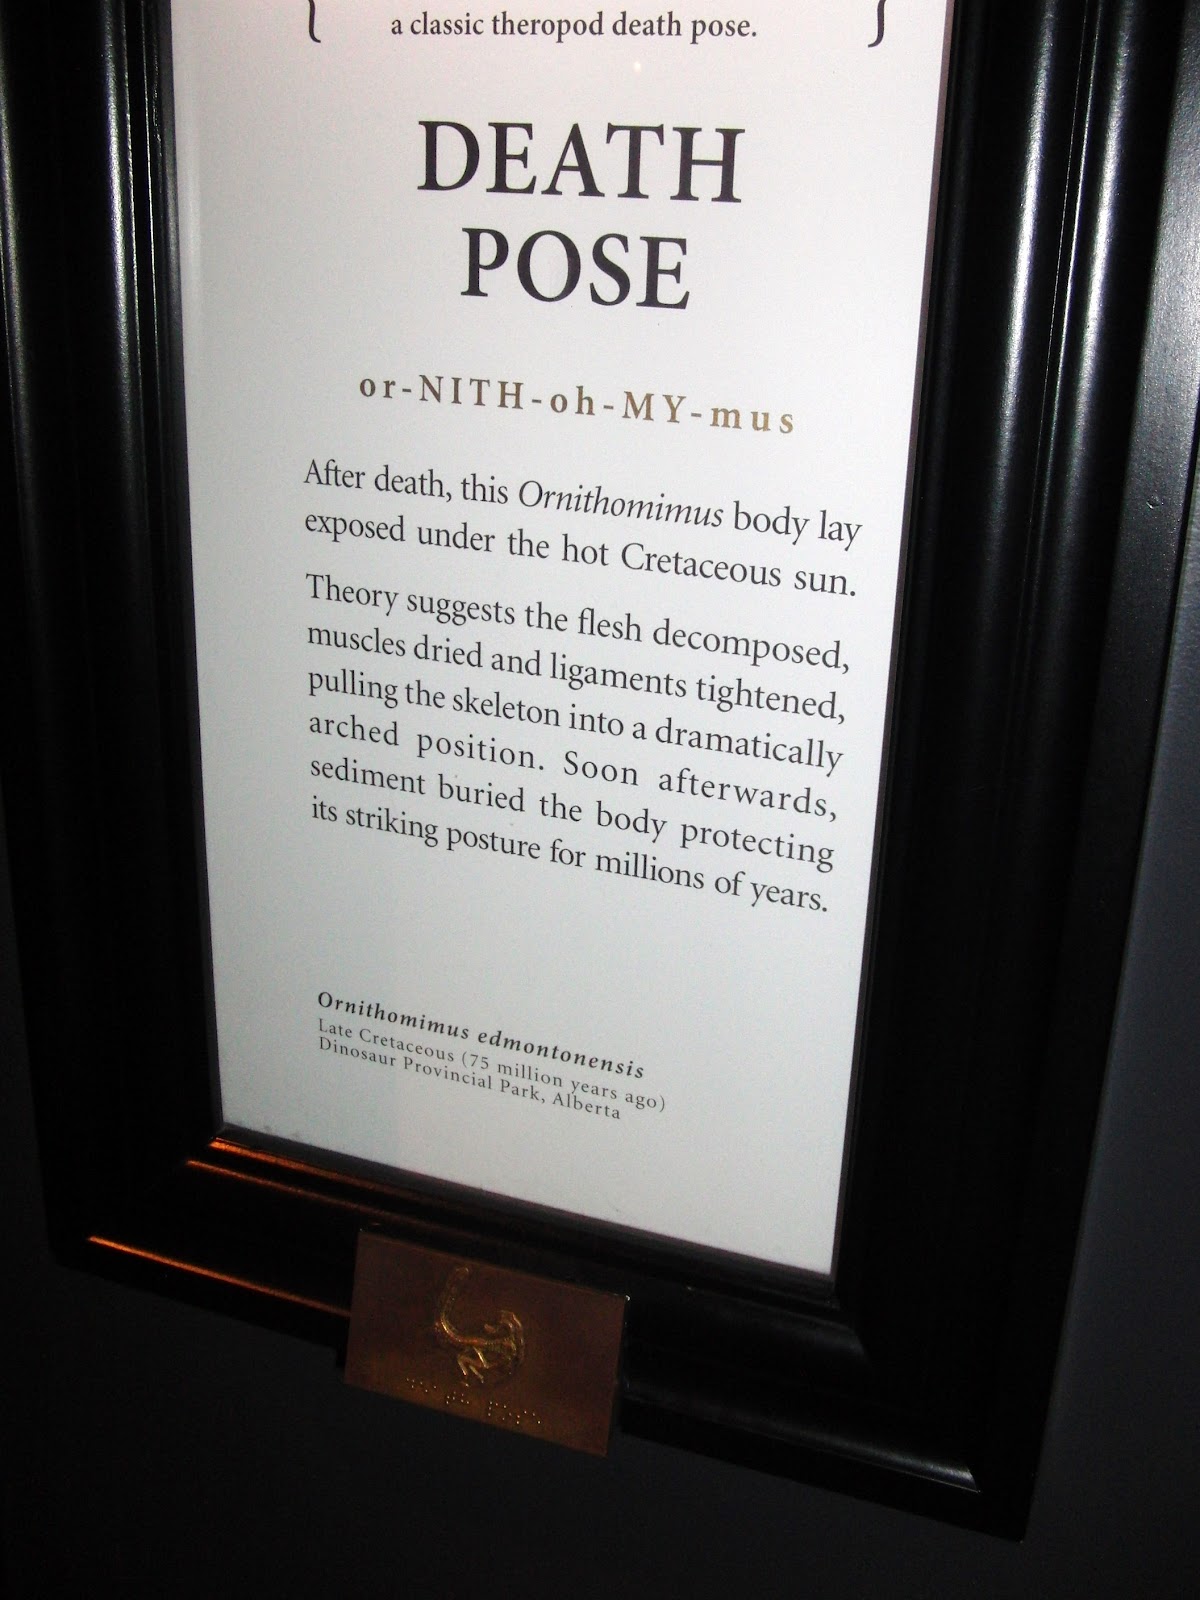 a classic theropod death pose.
DEATH
POSE
or-NITH-oh-MY-mus
After death, this Ornithomimus body lay
exposed under the hot Cretaceous sun.
Theory suggests the flesh decomposed,
muscles dried and ligaments tightened,
pulling the skeleton into a dramatically
arched position. Soon afterwards,
sediment buried the body protecting
its striking posture for millions of years.
Ornithomimus edmontonensis
Late Cretaceous (75 million years ago)
Dinosaur Provincial Park, Alberta